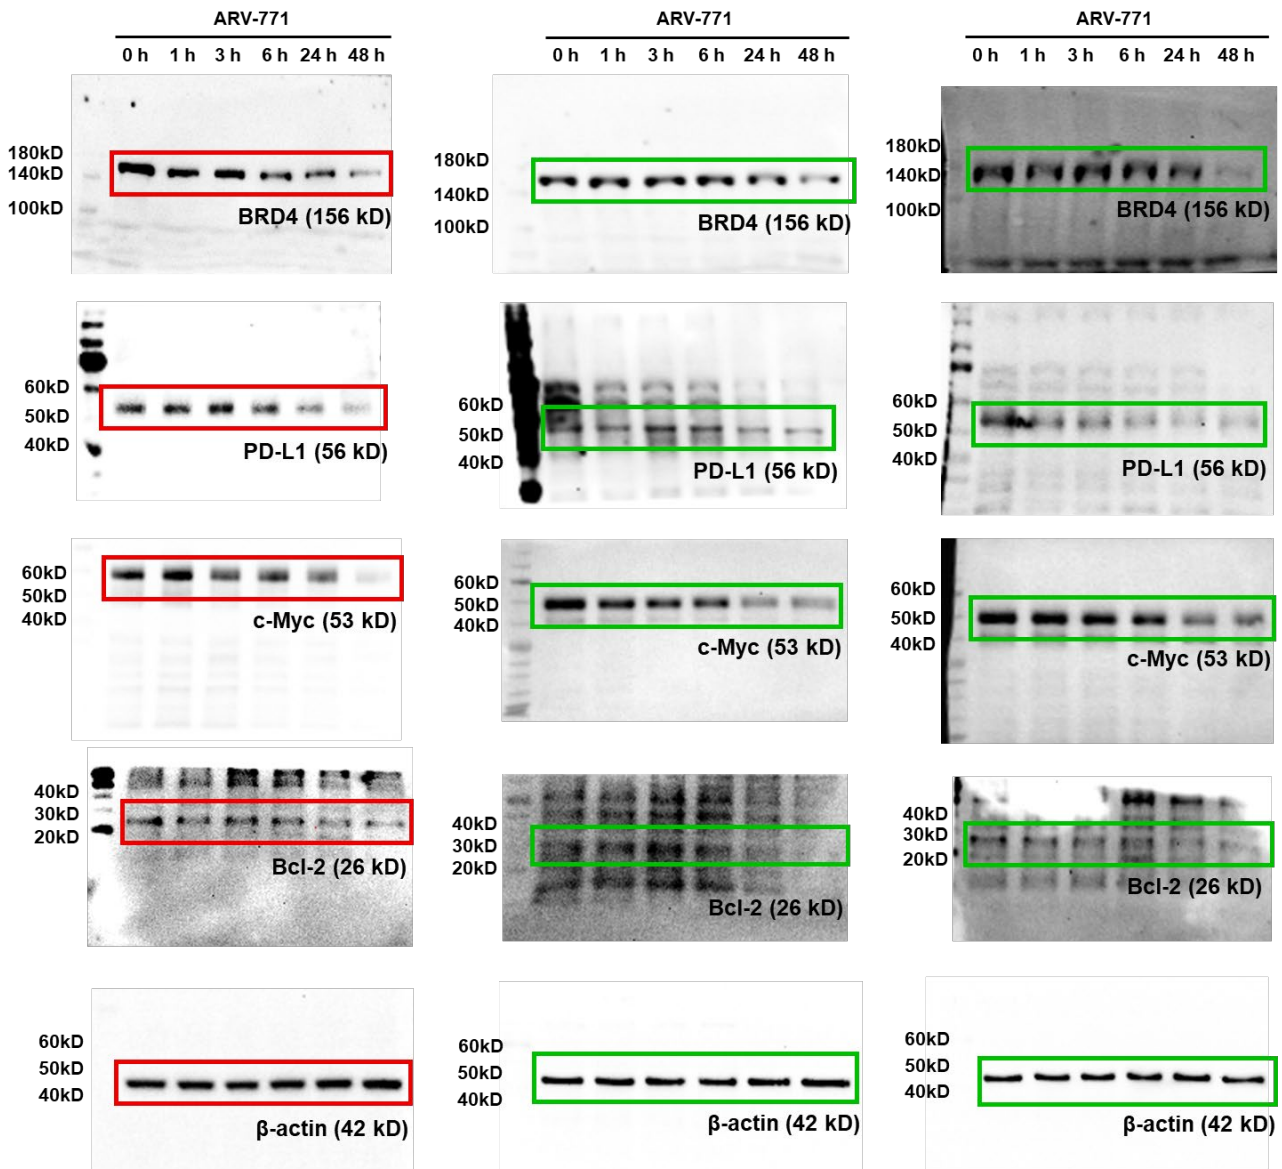 ARV-771 ARV-771 ARV-771
0 h 1 h 3 h 6 h 24 h 48 h 0 h 1 h 3 h 6 h 24 h 48 h 0 h 1 h 3 h 6 h 24 h 48 h
180kD
140kD
100kD
BRD4 (156 kD)
180kD
140kD
100kD
BRD4 (156 kD)
180kD
140kD
100kD
BRD4 (156 kD)
60kD
50kD
40kD
PD-L1 (56 kD)
60kD
50kD
40kD
PD-L1 (56 kD)
60kD
50kD
40kD
PD-L1 (56 kD)
60kD
50kD
40kD
c-Myc (53 kD)
60kD
50kD
40kD
c-Myc (53 kD)
60kD
50kD
40kD
c-Myc (53 kD)
40kD
30kD
20kD
Bcl-2 (26 kD)
40kD
30kD
20kD
Bcl-2 (26 kD)
40kD
30kD
20kD
Bcl-2 (26 kD)
60kD
50kD
40kD
β-actin (42 kD)
60kD
50kD
40kD
β-actin (42 kD)
60kD
50kD
40kD
β-actin (42 kD)